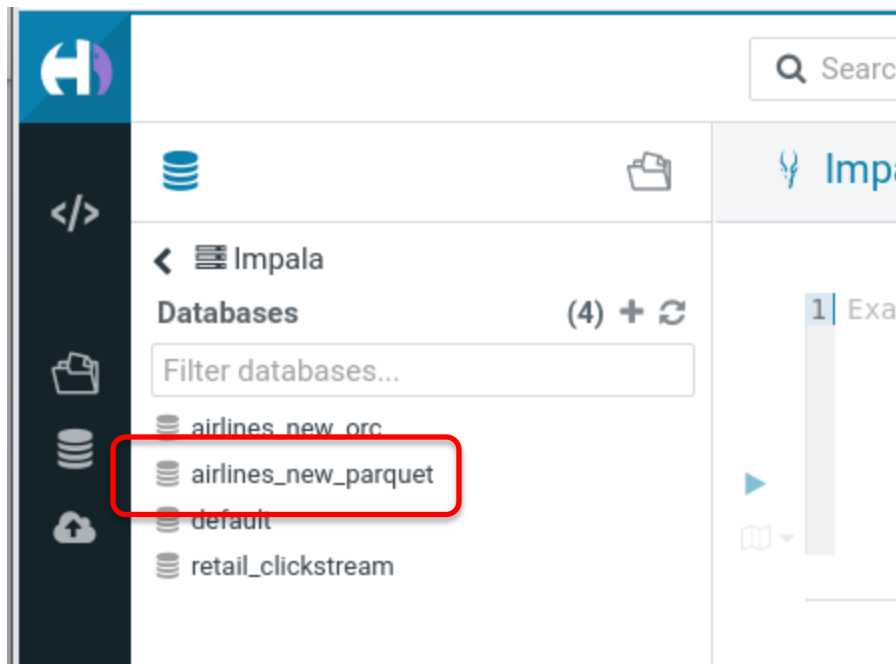 Searc
</>
Impa
Impala
Databases (4)
1 Exa
Filter databases...
airlines_new_orc
airlines_new_parquet
default
retail_clickstream